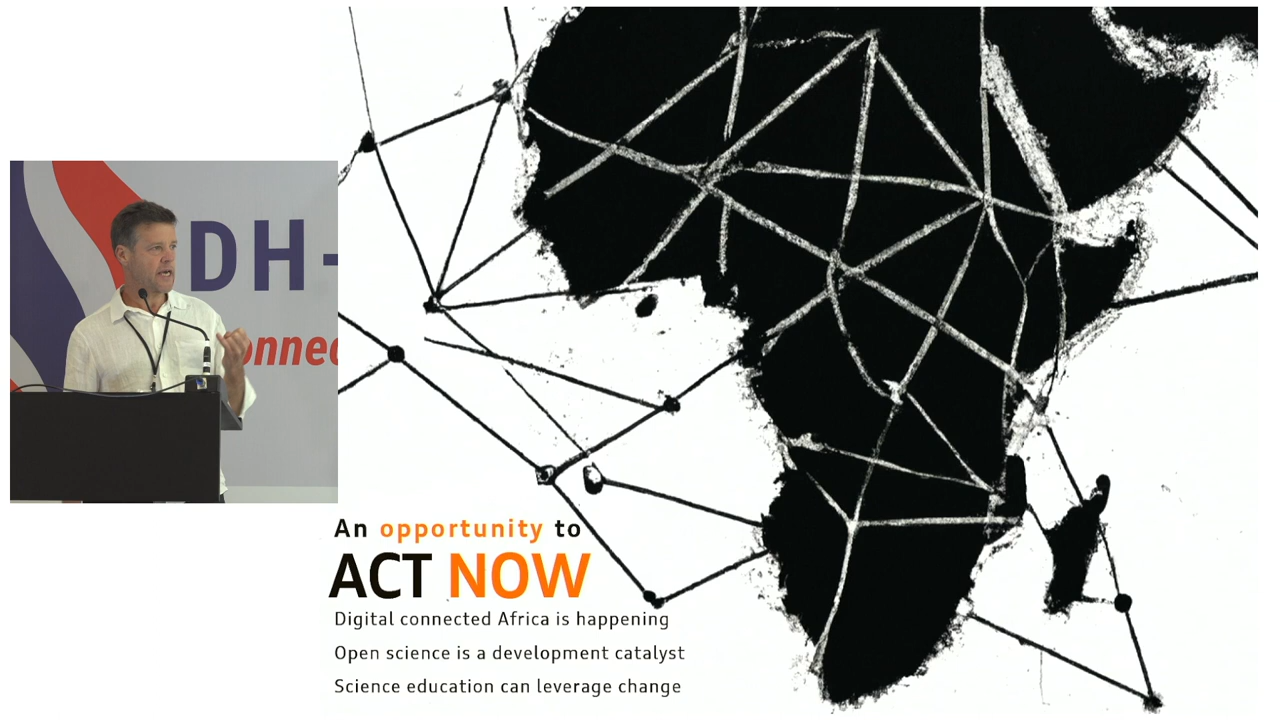 DH-
onnec
An opportunity to
ACT NOW
Digital connected Africa is happening
Open science is a development catalyst
Science education can leverage change